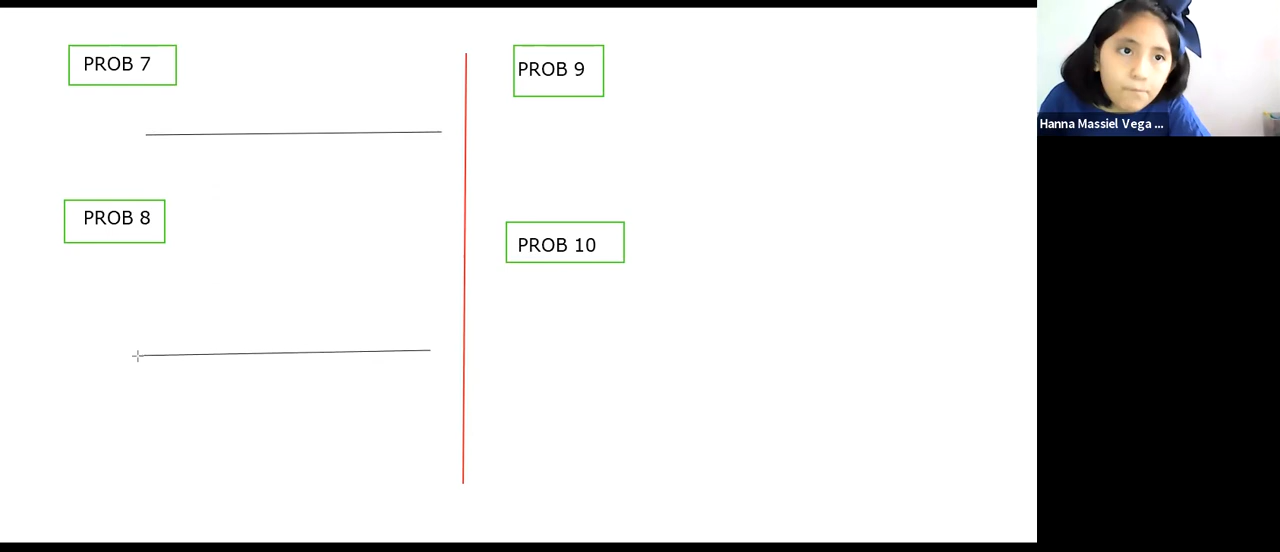 PROB 7
PROB 8
PROB 9
PROB 10
Hanna Massiel Vega ...